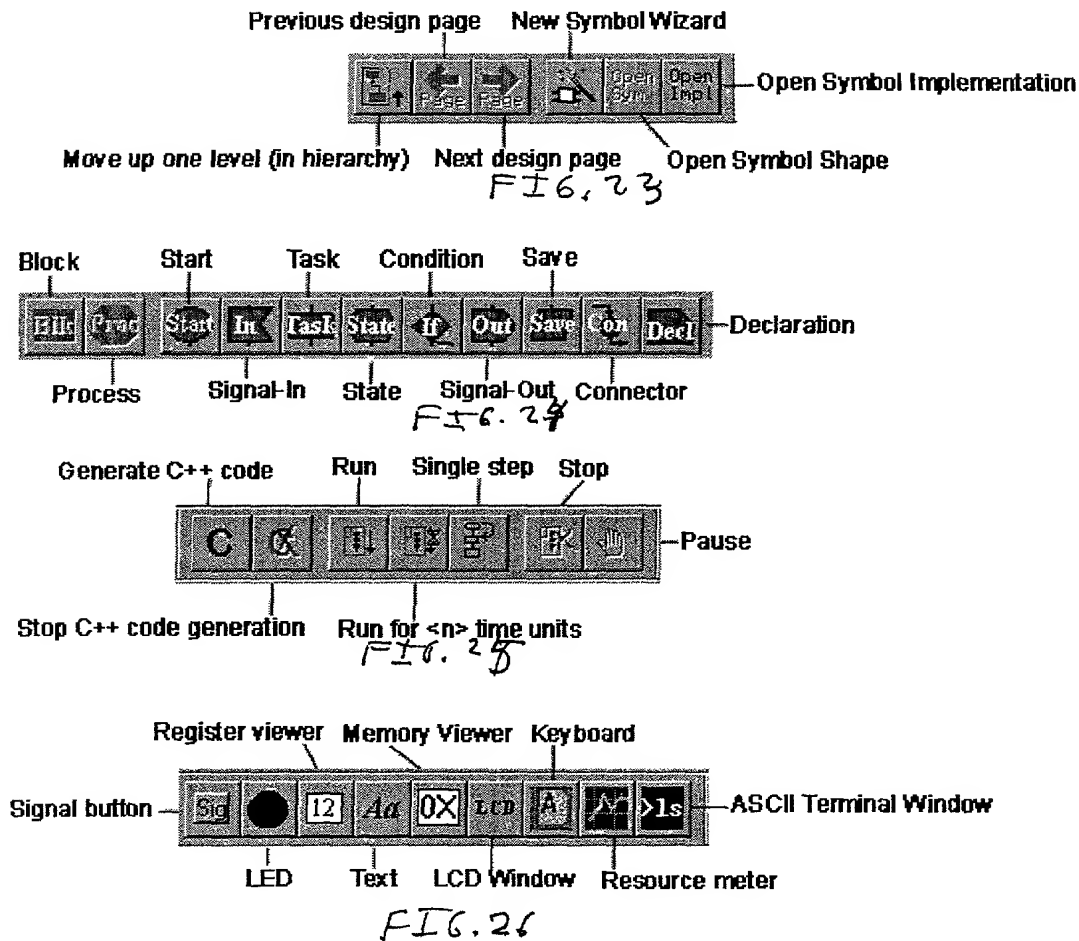 Previous design page New Symbol Wizard
Page Page Open Sym Open Impl
Open Symbol Implementation
Move up one level (in hierarchy) Next design page Open Symbol Shape
FIG. 23
Block Start Task Condition Save
Blk Proc Start In Task State If Out Save Con Decl
Declaration
Process Signal-In State Signal-Out Connector
FIG. 24
Generate C++ code Run Single step Stop
C C
Pause
Stop C++ code generation Run for <n> time units
FIG. 25
Register viewer Memory Viewer Keyboard
Signal button
Sig 12 Aa 0X LCD A >ls
ASCII Terminal Window
LED Text LCD Window Resource meter
FIG. 26